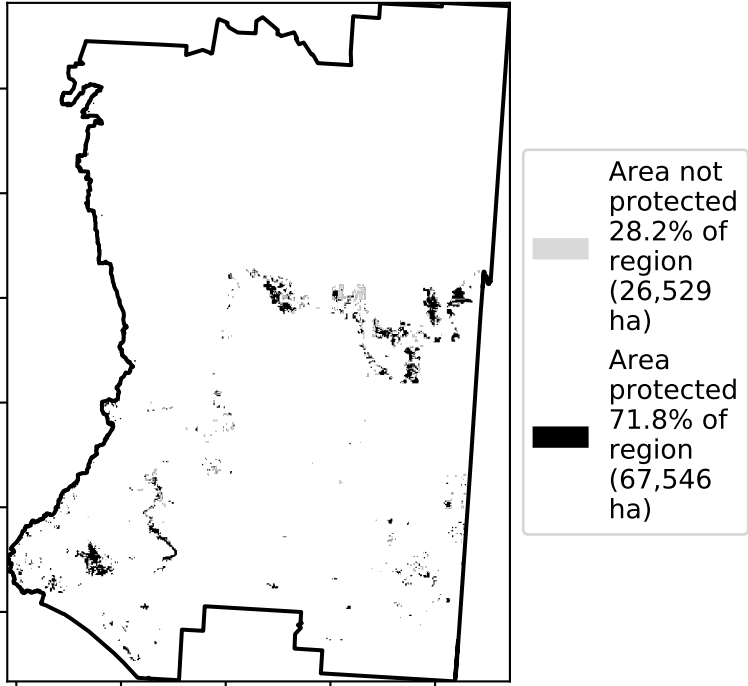 Area not
protected
28.2% of
region
(26,529
ha)
Area
protected
71.8% of
region
(67,546
ha)